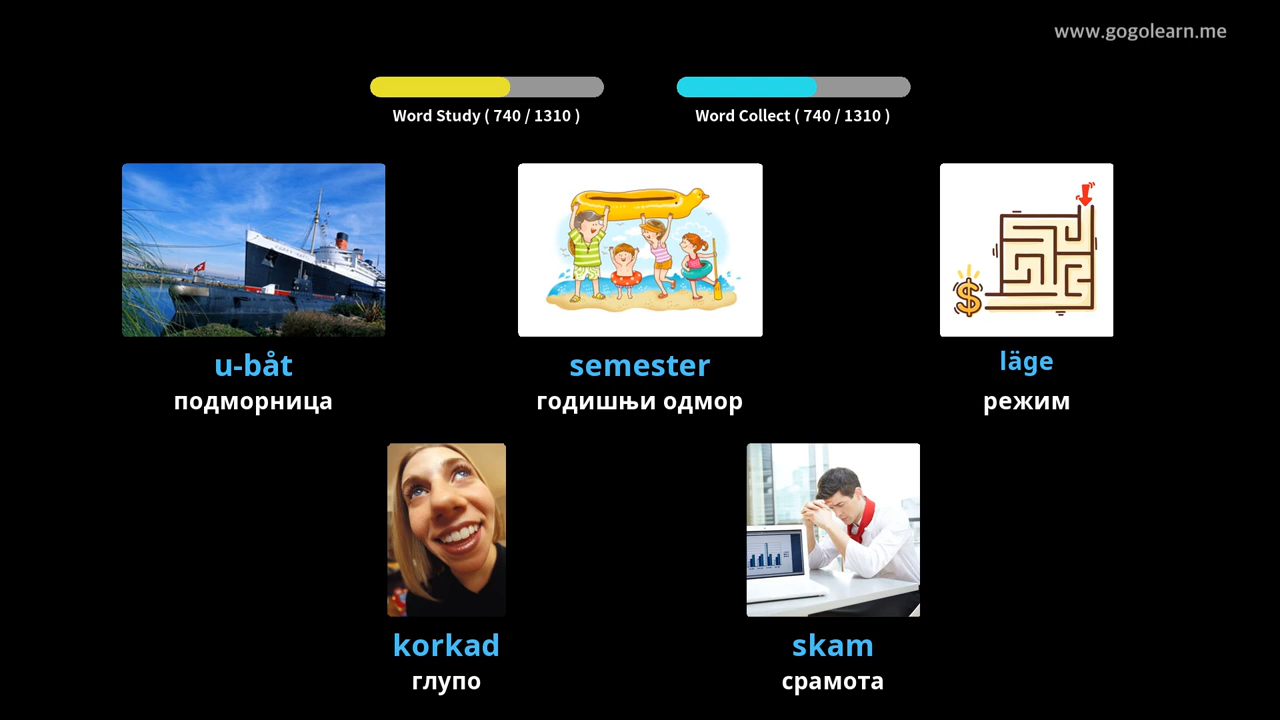 www.gogolearn.me
Word Study ( 740 / 1310 )
Word Collect ( 740 / 1310 )
u-båt
semester
läge
подморница
годишњи одмор
режим
korkad
skam
глупо
срамота